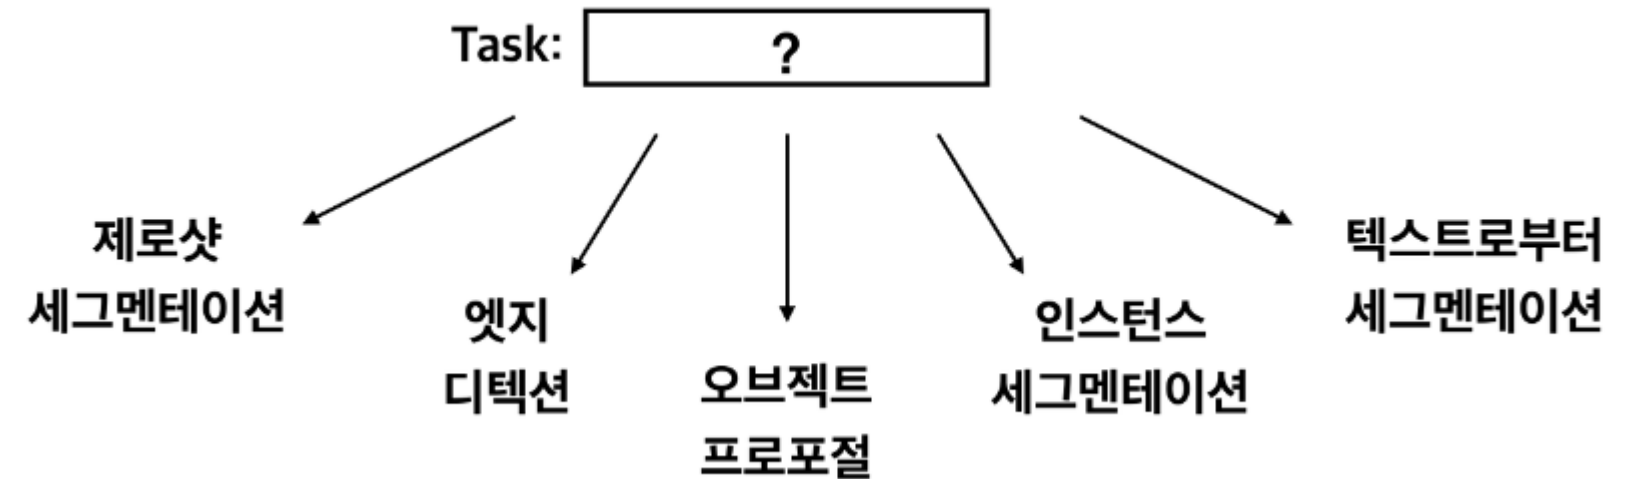 Task: ?
제로샷
세그멘테이션
엣지
디텍션
오브젝트
프로포절
인스턴스
세그멘테이션
텍스트로부터
세그멘테이션